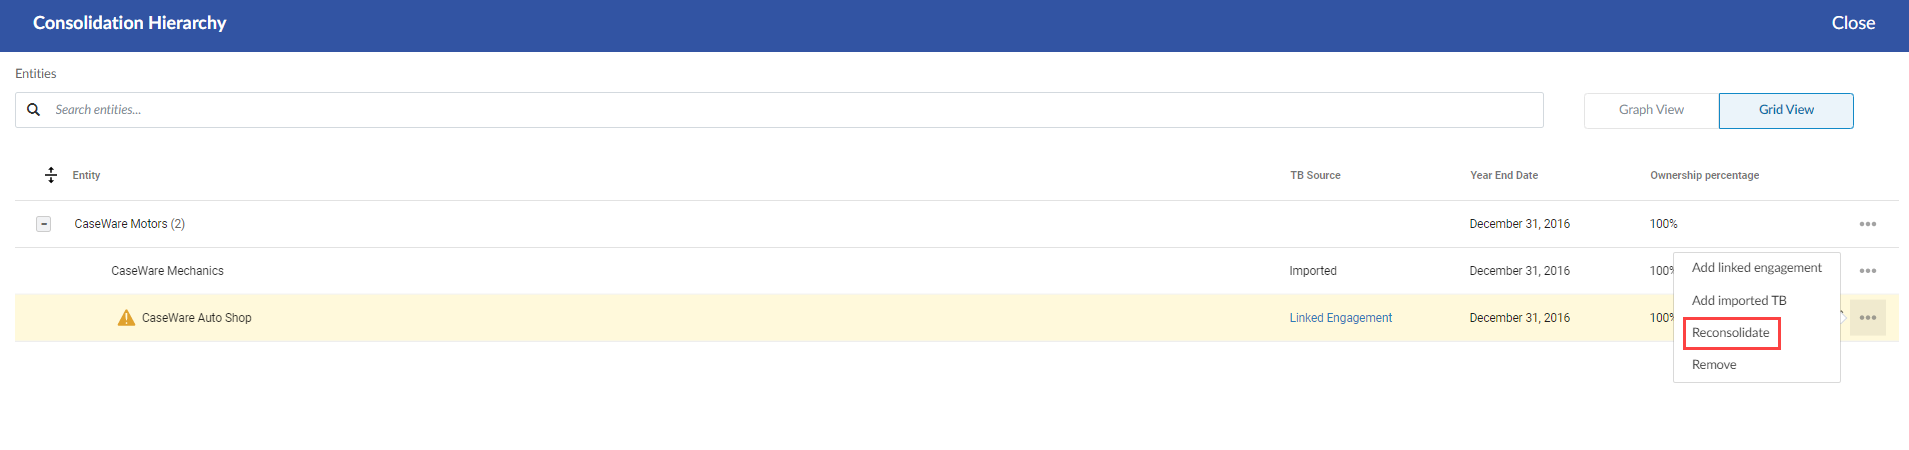 Consolidation Hierarchy Close
Entities
Search entities... Graph View Grid View
Entity TB Source Year End Date Ownership percentage
CaseWare Motors (2) December 31, 2016 100%
CaseWare Mechanics Imported December 31, 2016 100%
CaseWare Auto Shop Linked Engagement December 31, 2016 100%
Add linked engagement
Add imported TB
Reconsolidate
Remove